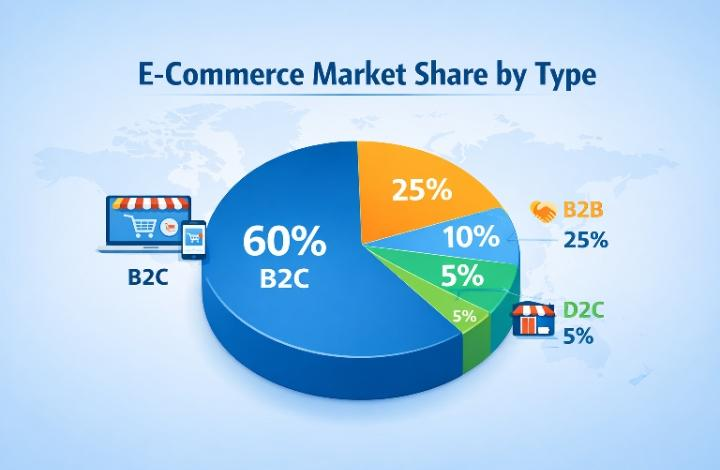 E-Commerce Market Share by Type
25%
60%
B2C
10%
5%
5%
B2C
B2B
25%
D2C
5%